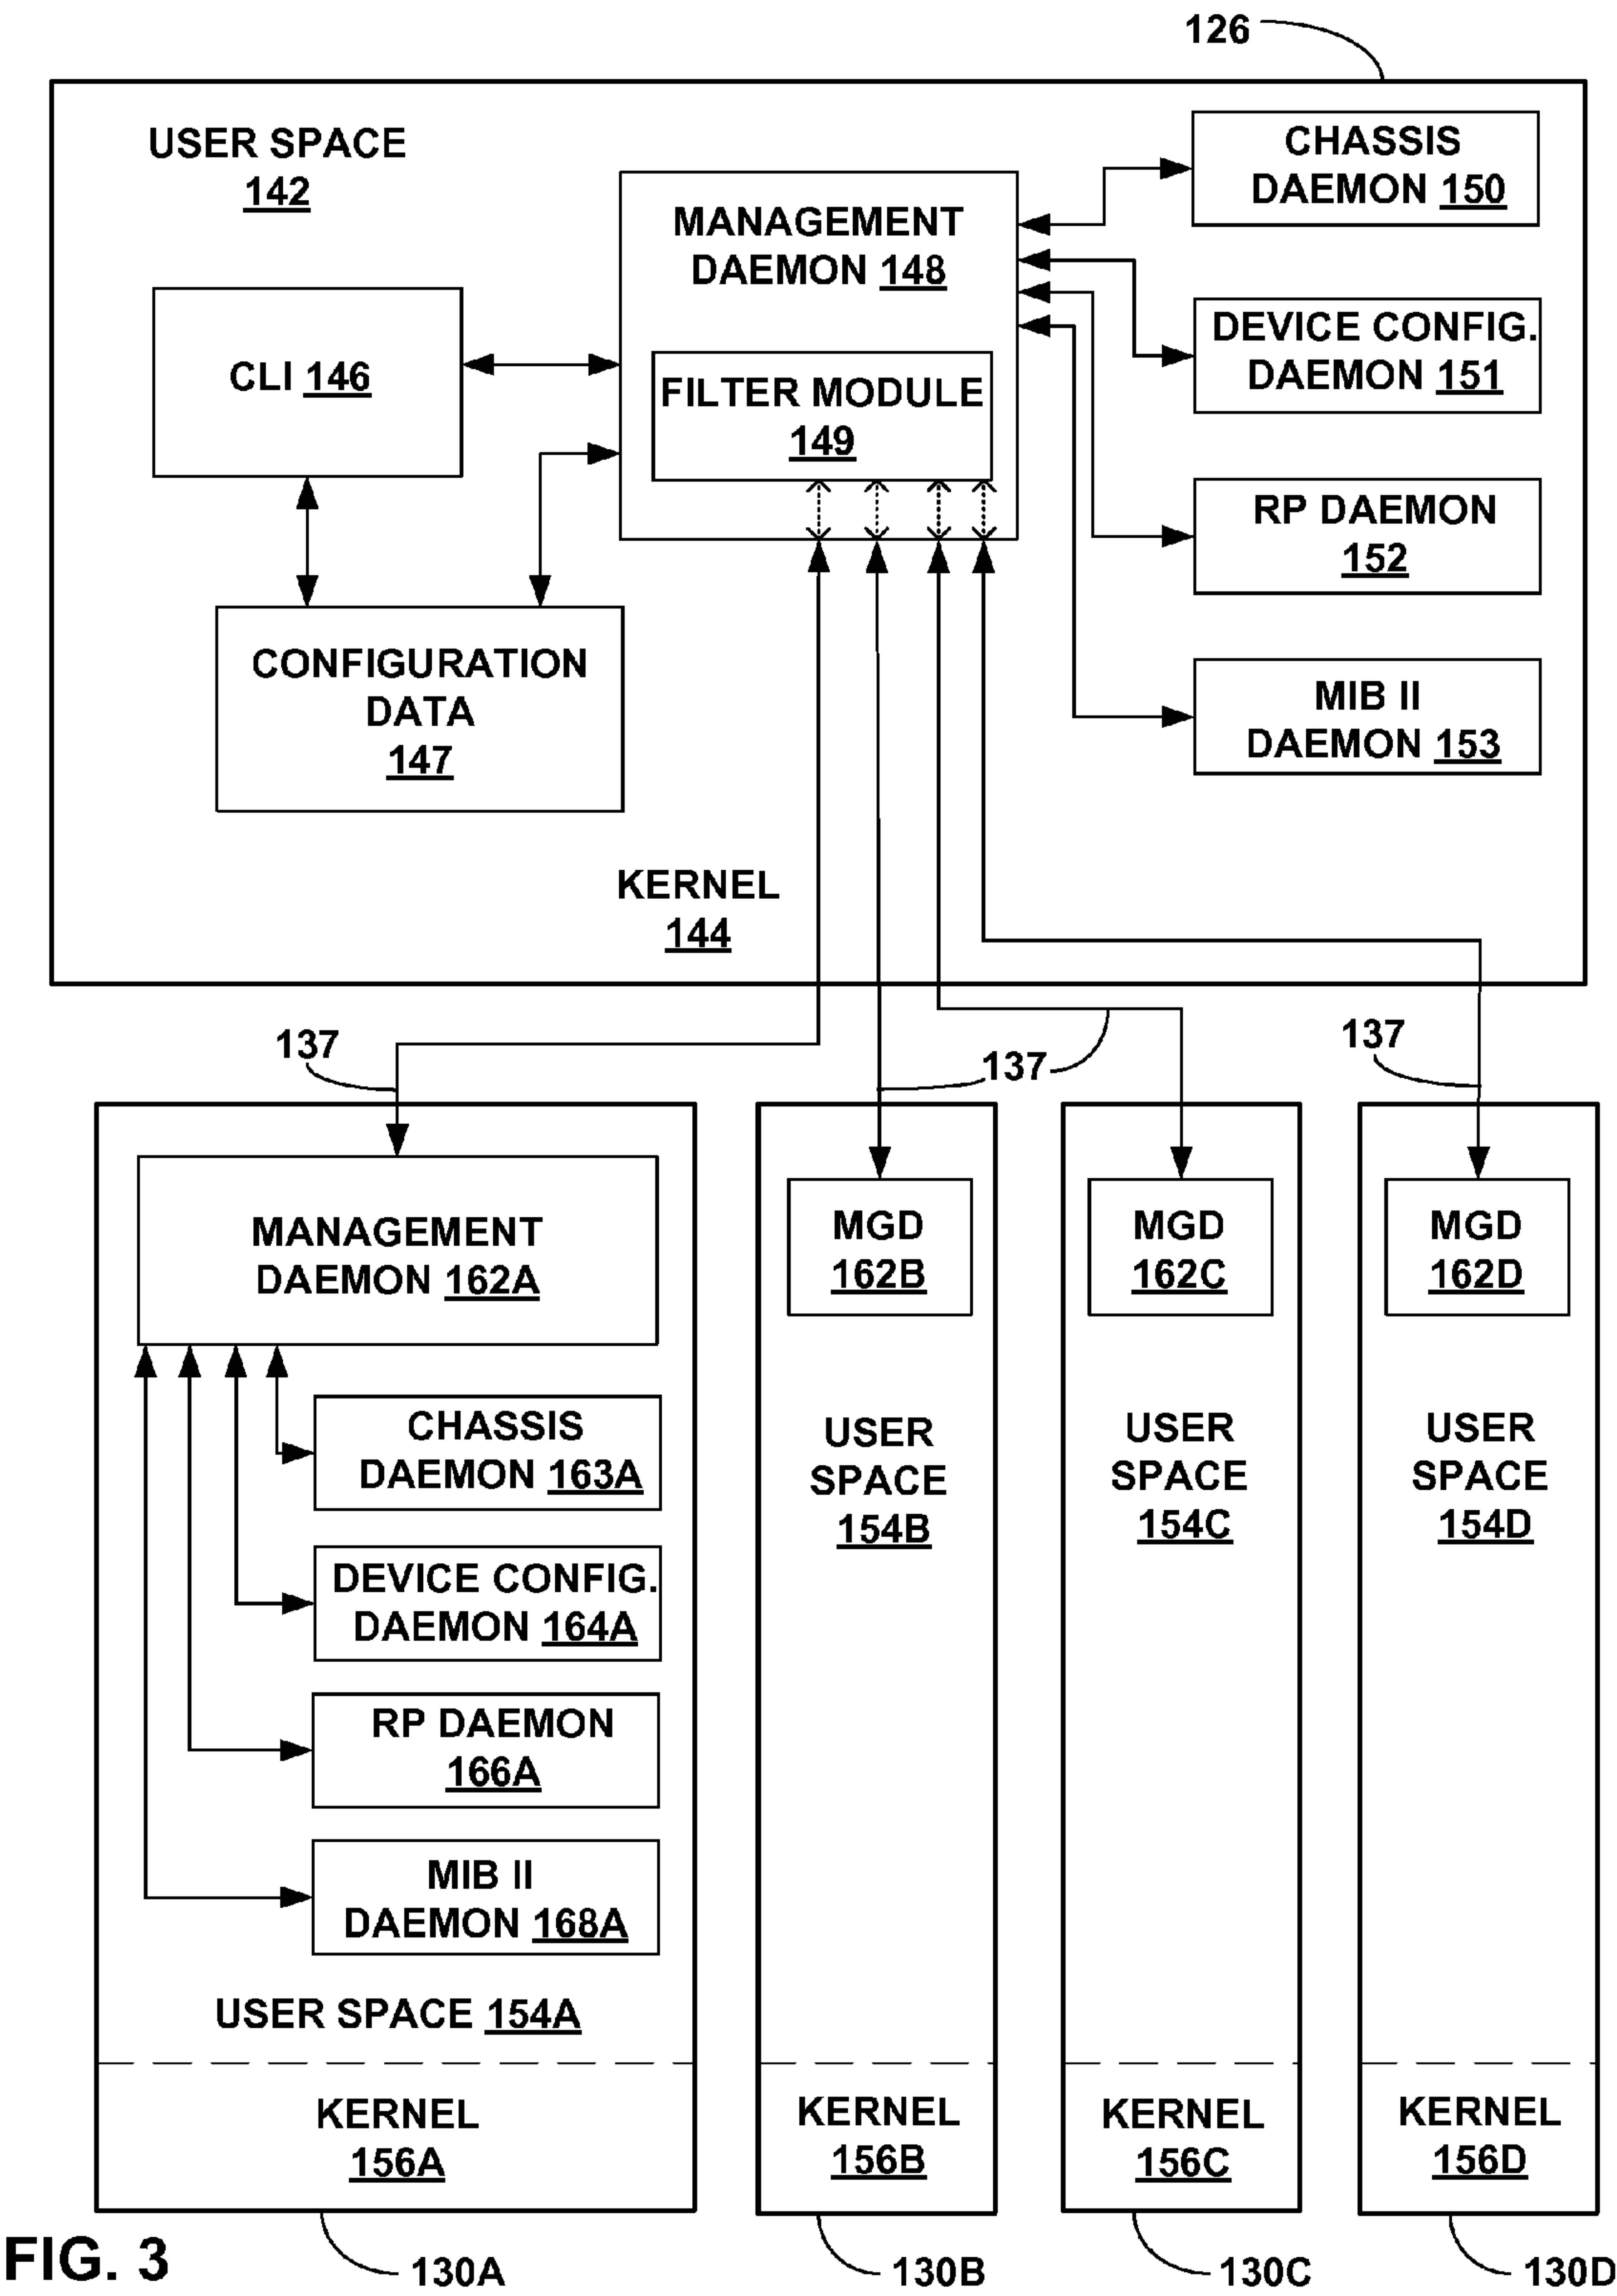 126
USER SPACE
142
MANAGEMENT
DAEMON 148
FILTER MODULE
149
CLI 146
CONFIGURATION
DATA
147
CHASSIS
DAEMON 150
DEVICE CONFIG.
DAEMON 151
RP DAEMON
152
MIB II
DAEMON 153
KERNEL
144
137
137
137
MANAGEMENT
DAEMON 162A
CHASSIS
DAEMON 163A
DEVICE CONFIG.
DAEMON 164A
RP DAEMON
166A
MIB II
DAEMON 168A
USER SPACE 154A
KERNEL
156A
MGD
162B
USER
SPACE
154B
KERNEL
156B
MGD
162C
USER
SPACE
154C
KERNEL
156C
MGD
162D
USER
SPACE
154D
KERNEL
156D
FIG. 3
130A
130B
130C
130D